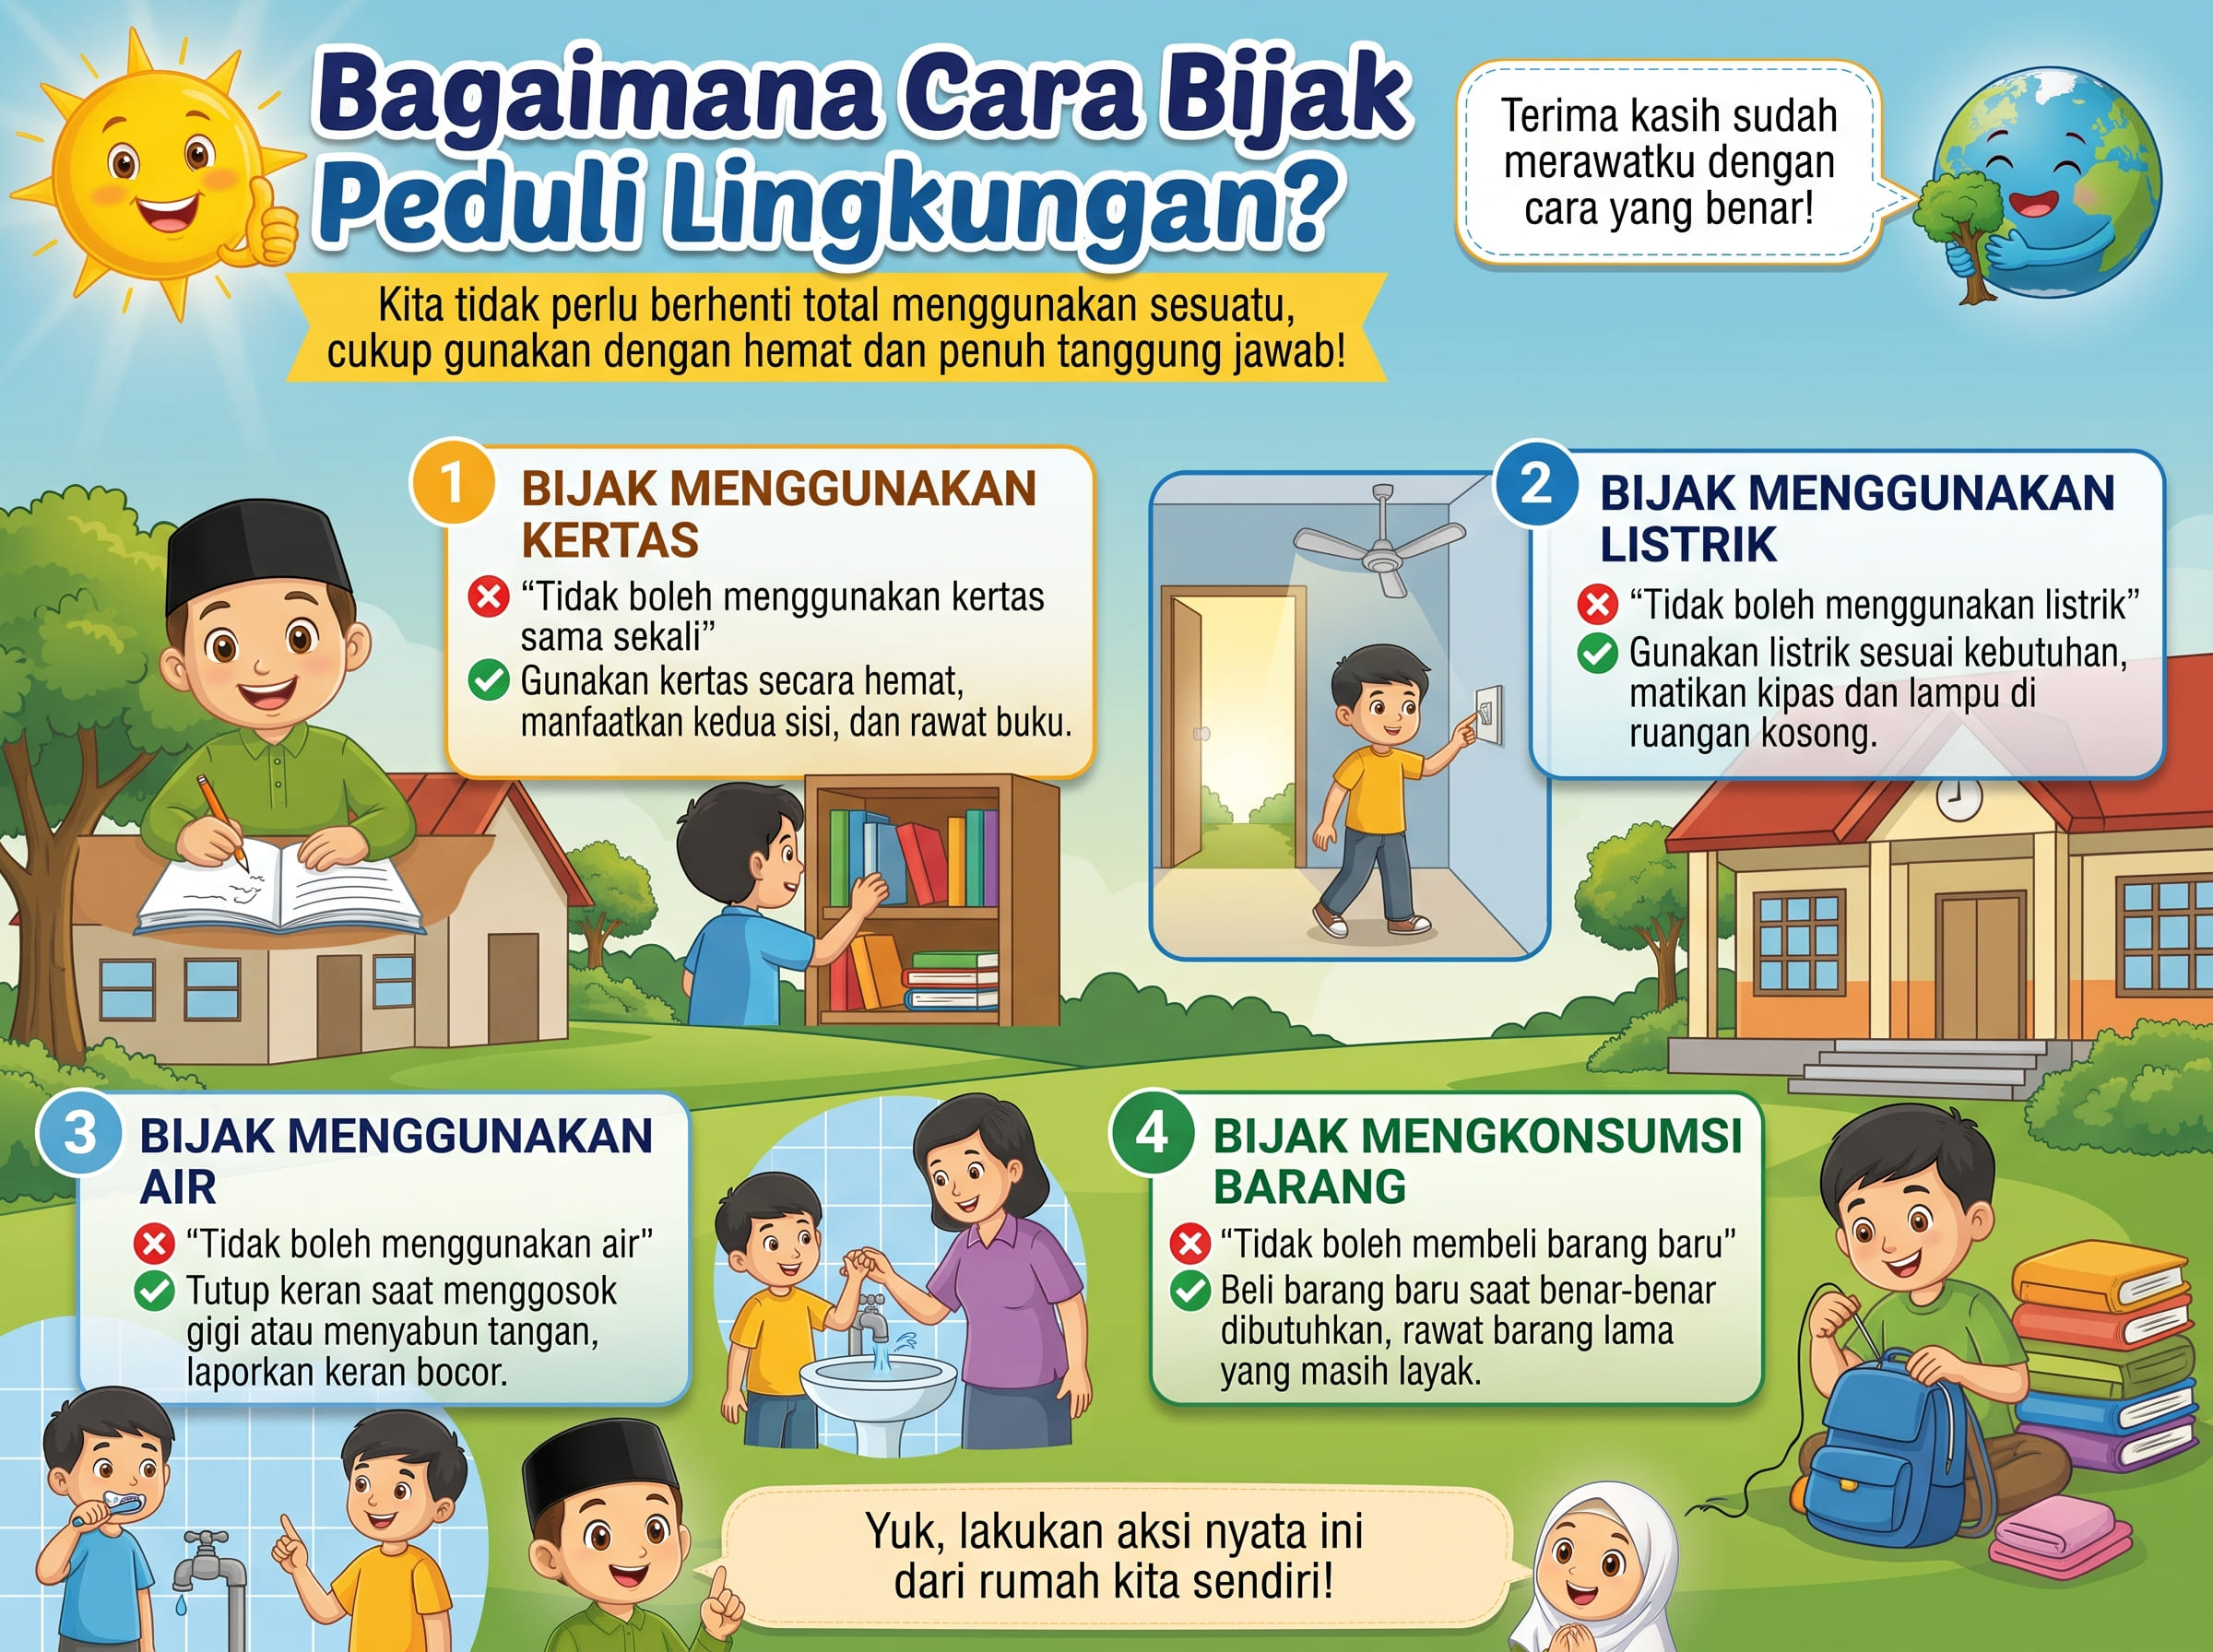 Bagaimana Cara Bijak
Peduli Lingkungan?
Kita tidak perlu berhenti total menggunakan sesuatu,
cukup gunakan dengan hemat dan penuh tanggung jawab!
Terima kasih sudah
merawatku dengan
cara yang benar!
1
BIJAK MENGGUNAKAN
KERTAS
“Tidak boleh menggunakan kertas
sama sekali”
Gunakan kertas secara hemat,
manfaatkan kedua sisi, dan rawat buku.
2
BIJAK MENGGUNAKAN
LISTRIK
“Tidak boleh menggunakan listrik”
Gunakan listrik sesuai kebutuhan,
matikan kipas dan lampu di
ruangan kosong.
3
BIJAK MENGGUNAKAN
AIR
“Tidak boleh menggunakan air”
Tutup keran saat menggosok
gigi atau menyabun tangan,
laporkan keran bocor.
4
BIJAK MENGKONSUMSI
BARANG
“Tidak boleh membeli barang baru”
Beli barang baru saat benar-benar
dibutuhkan, rawat barang lama
yang masih layak.
Yuk, lakukan aksi nyata ini
dari rumah kita sendiri!